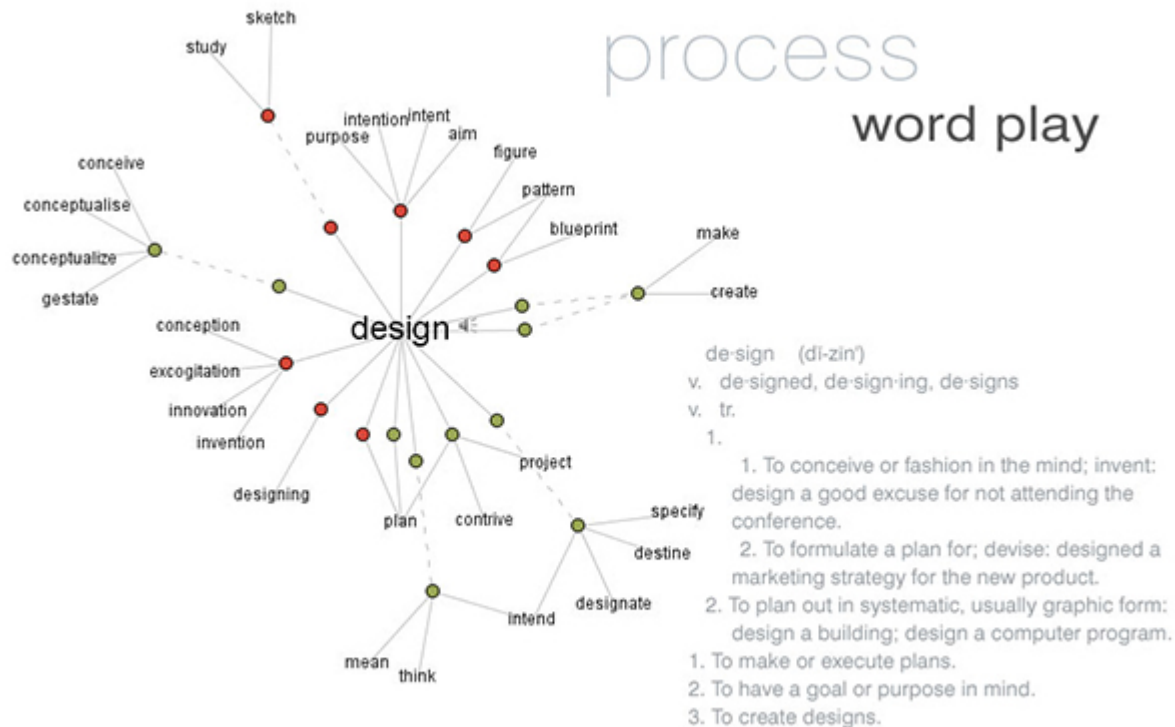 process
word play
sketch
study
intention
intent
purpose
aim
figure
pattern
blueprint
conceive
conceptualise
conceptualize
gestate
make
create
design
conception
excogitation
innovation
invention
designing
plan
contrive
project
specify
destine
designate
intend
mean
think
de·sign (dĭ-zīn')
v. de·signed, de·sign·ing, de·signs
v. tr.
1.
1. To conceive or fashion in the mind; invent:
design a good excuse for not attending the
conference.
2. To formulate a plan for; devise: designed a
marketing strategy for the new product.
2. To plan out in systematic, usually graphic form:
design a building; design a computer program.
1. To make or execute plans.
2. To have a goal or purpose in mind.
3. To create designs.